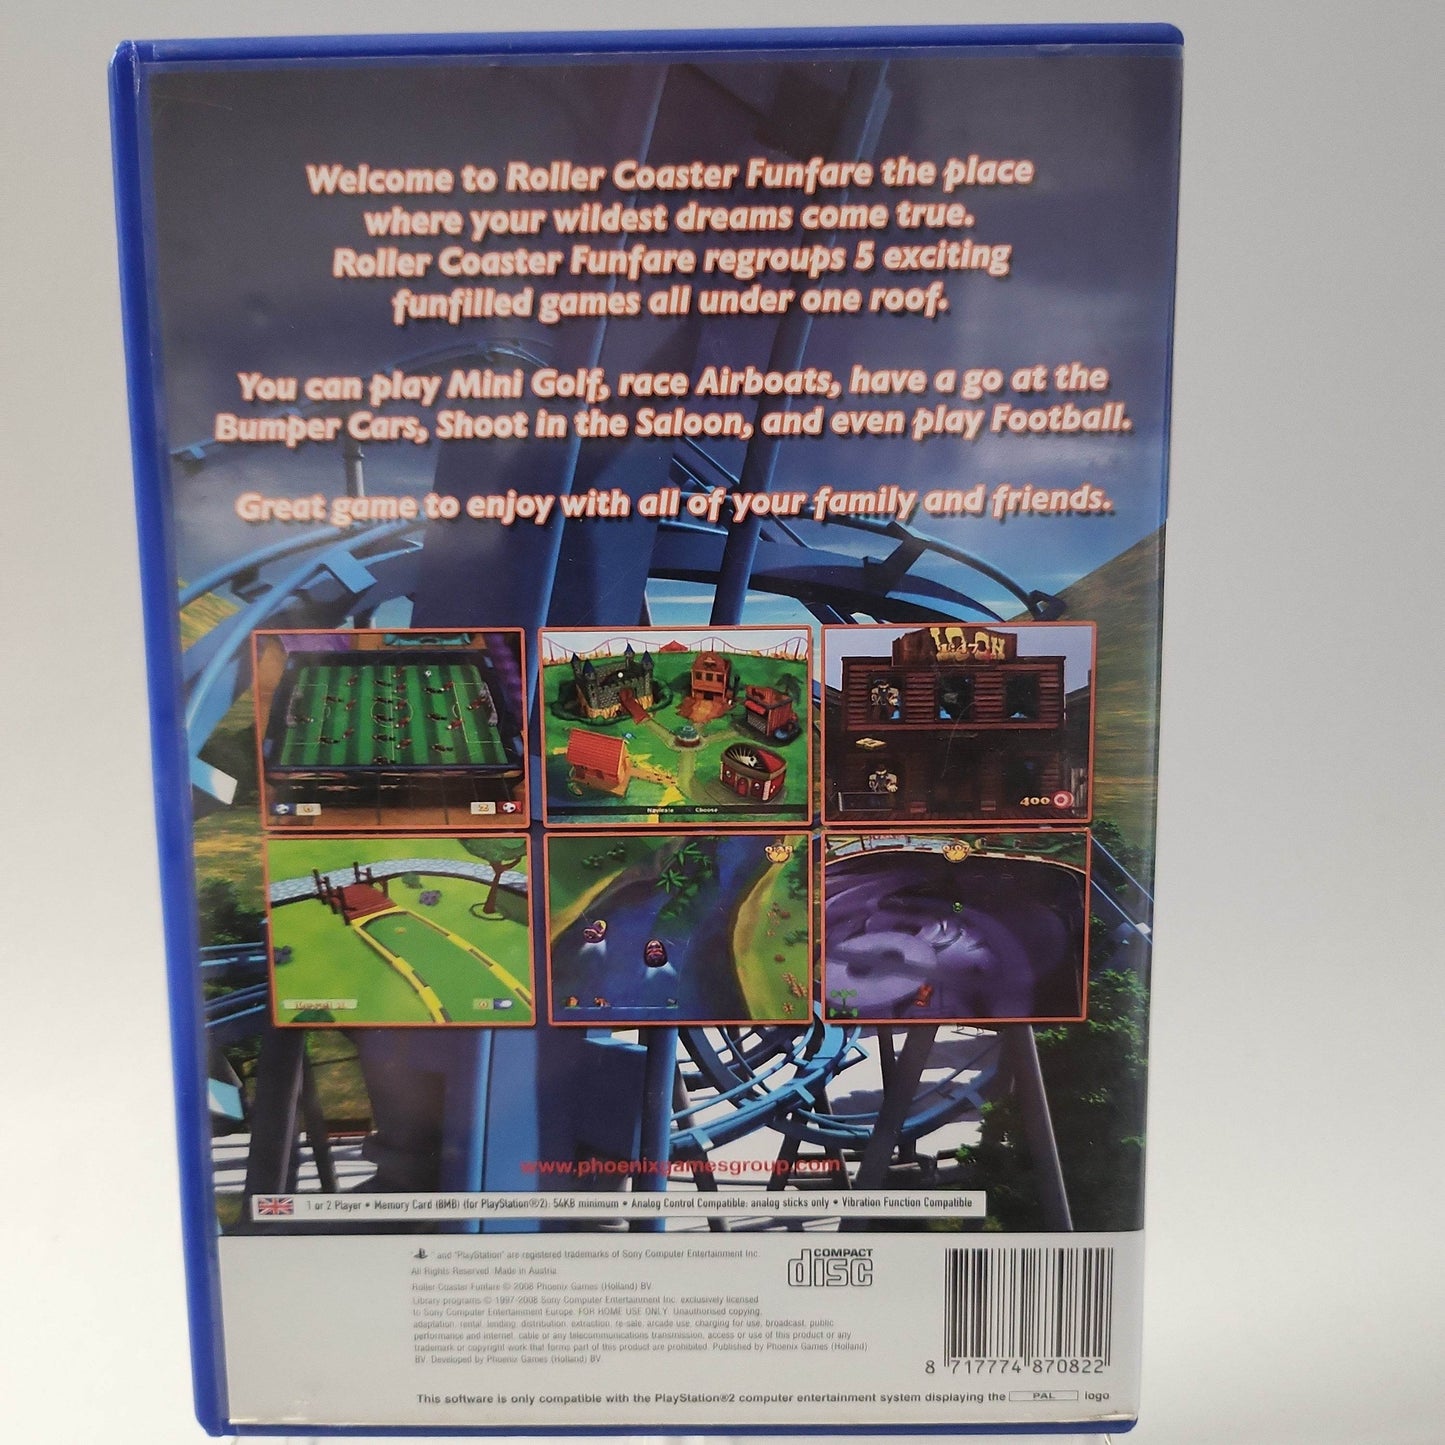 Welcome to Roller Coaster Funfare the place
where your wildest dreams come true.
Roller Coaster Funfare regroups 5 exciting
funfilled games all under one roof.
You can play Mini Golf, race Airboats, have a go at the
Bumper Cars, Shoot in the Saloon, and even play Football.
Great game to enjoy with all of your family and friends.
Navigate Choose
400
www.phoenixgamesgroup.com
1 or 2 Player • Memory Card (8MB) (for PlayStation®2): 54KB minimum • Analog Control Compatible: analog sticks only • Vibration Function Compatible
" and "PlayStation" are registered trademarks of Sony Computer Entertainment Inc.
All Rights Reserved. Made in Austria.
Roller Coaster Funfare © 2008 Phoenix Games (Holland) BV.
Library programs © 1997-2008 Sony Computer Entertainment Inc. exclusively licensed
to Sony Computer Entertainment Europe. FOR HOME USE ONLY. Unauthorised copying,
adaptation, rental, lending, distribution, extraction, re-sale, arcade use, charging for use, broadcast, public
performance and internet, cable or any telecommunications transmission, access or use of this product or any
trademark or copyright work that forms part of this product are prohibited. Published by Phoenix Games (Holland)
BV. Developed by Phoenix Games (Holland) BV.
COMPACT
disc
8 717774 870822
This software is only compatible with the PlayStation®2 computer entertainment system displaying the PAL logo